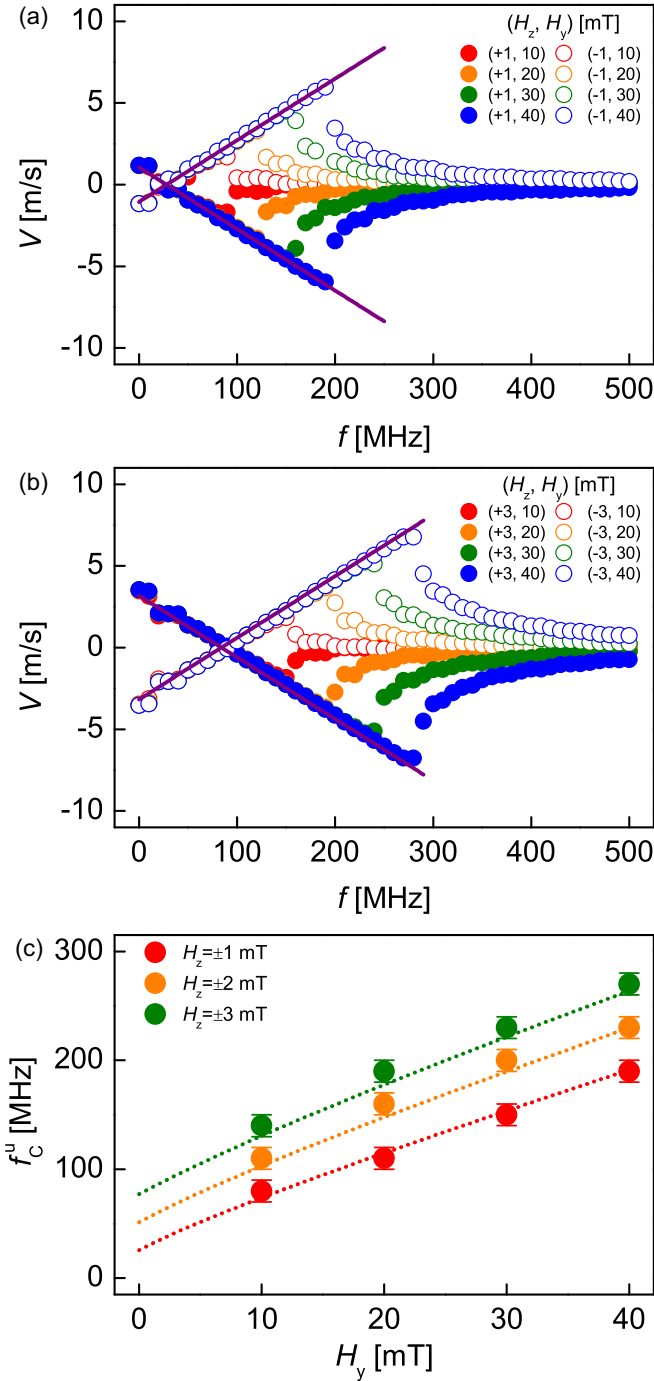 (a)
(Hz, Hy) [mT]
(+1, 10) (-1, 10)
(+1, 20) (-1, 20)
(+1, 30) (-1, 30)
(+1, 40) (-1, 40)
10
5
0
-5
-10
V [m/s]
0 100 200 300 400 500
f [MHz]
(b)
(Hz, Hy) [mT]
(+3, 10) (-3, 10)
(+3, 20) (-3, 20)
(+3, 30) (-3, 30)
(+3, 40) (-3, 40)
10
5
0
-5
-10
V [m/s]
0 100 200 300 400 500
f [MHz]
(c)
Hz=±1 mT
Hz=±2 mT
Hz=±3 mT
300
200
100
0
fCu [MHz]
0 10 20 30 40
Hy [mT]